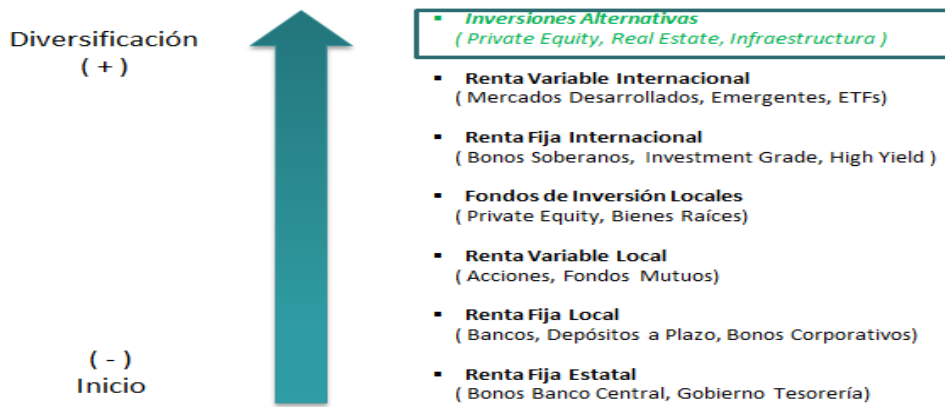 Diversificación
( + )
( - )
Inicio
▪ Inversiones Alternativas
( Private Equity, Real Estate, Infraestructura )
▪ Renta Variable Internacional
( Mercados Desarrollados, Emergentes, ETFs)
▪ Renta Fija Internacional
( Bonos Soberanos, Investment Grade, High Yield )
▪ Fondos de Inversión Locales
( Private Equity, Bienes Raíces)
▪ Renta Variable Local
( Acciones, Fondos Mutuos)
▪ Renta Fija Local
( Bancos, Depósitos a Plazo, Bonos Corporativos)
▪ Renta Fija Estatal
( Bonos Banco Central, Gobierno Tesorería)